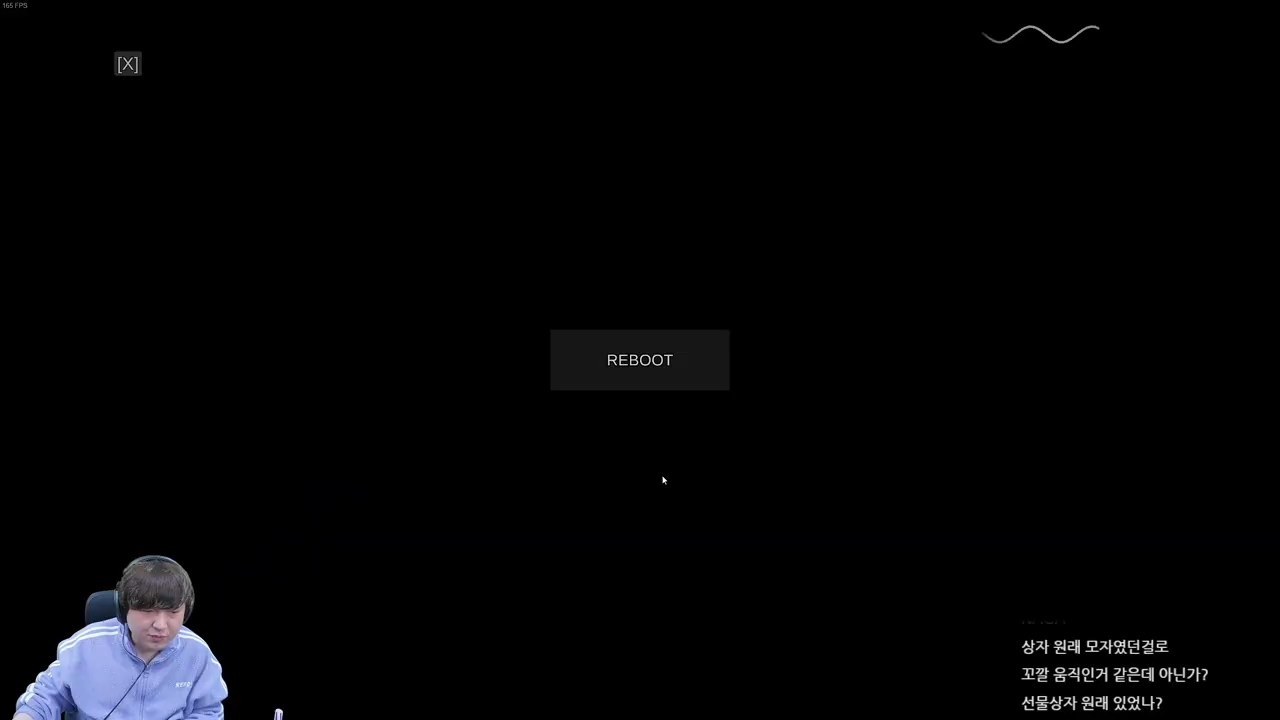 165 FPS
[X]
REBOOT
상자 원래 모자였던걸로
꼬깔 움직인거 같은데 아닌가?
선물상자 원래 있었나?